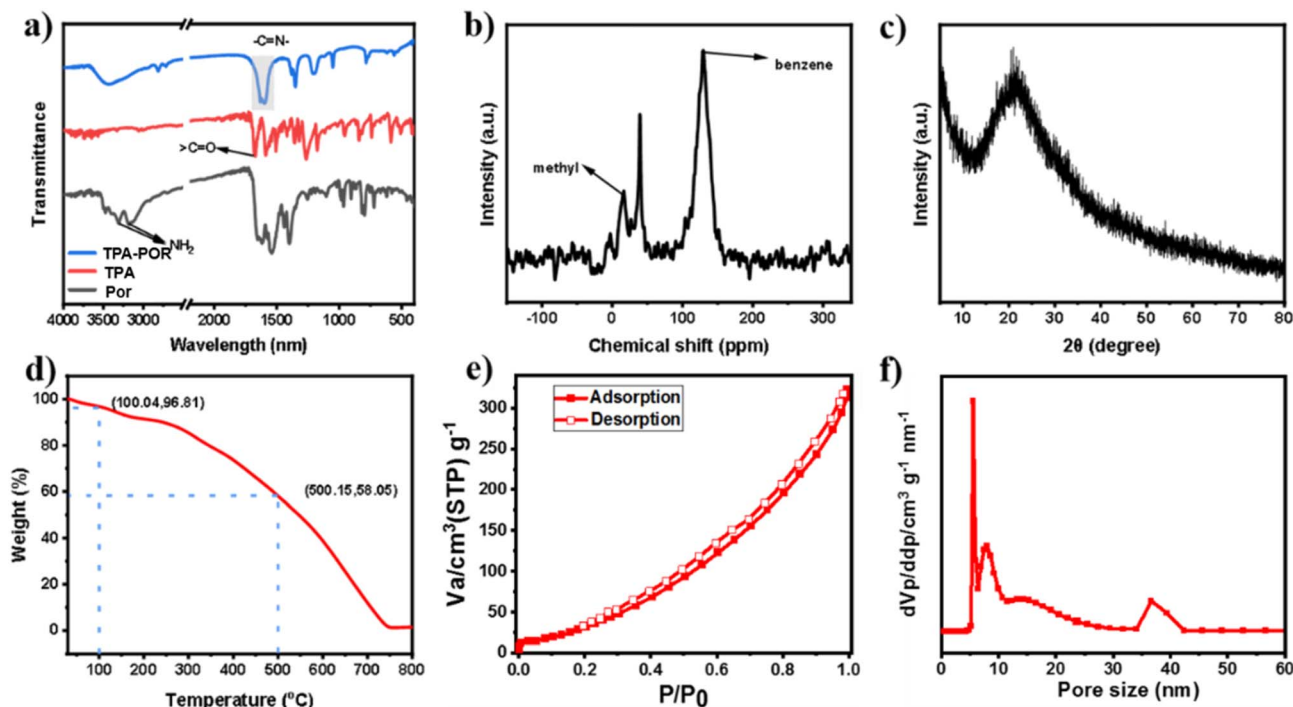 a)
-C=N-
>C=O
NH2
TPA-POR
TPA
Por
Transmittance
4000 3500 3000 2000 1500 1000 500
Wavelength (nm)
b)
benzene
methyl
Intensity (a.u.)
-100 0 100 200 300
Chemical shift (ppm)
c)
Intensity (a.u.)
10 20 30 40 50 60 70 80
2θ (degree)
d)
(100.04,96.81)
(500.15,58.05)
100
80
60
40
20
0
Weight (%)
100 200 300 400 500 600 700 800
Temperature (°C)
e)
Adsorption
Desorption
300
250
200
150
100
50
0
Va/cm3(STP) g-1
0.0 0.2 0.4 0.6 0.8 1.0
P/P0
f)
dVp/ddp/cm3 g-1 nm-1
0 10 20 30 40 50 60
Pore size (nm)